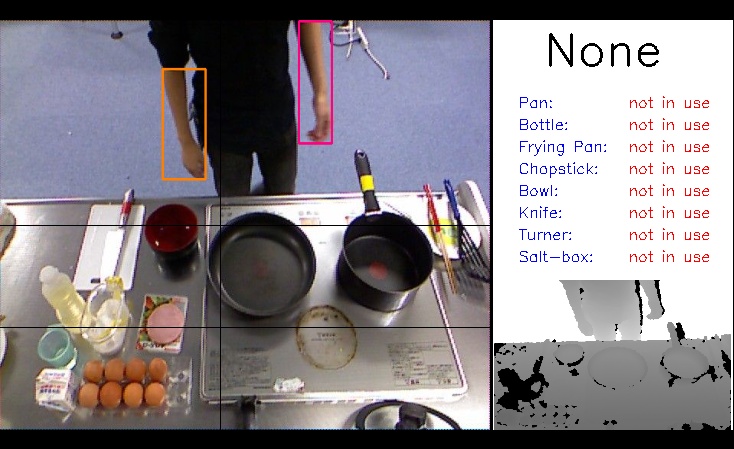 None
Pan: not in use
Bottle: not in use
Frying Pan: not in use
Chopstick: not in use
Bowl: not in use
Knife: not in use
Turner: not in use
Salt-box: not in use